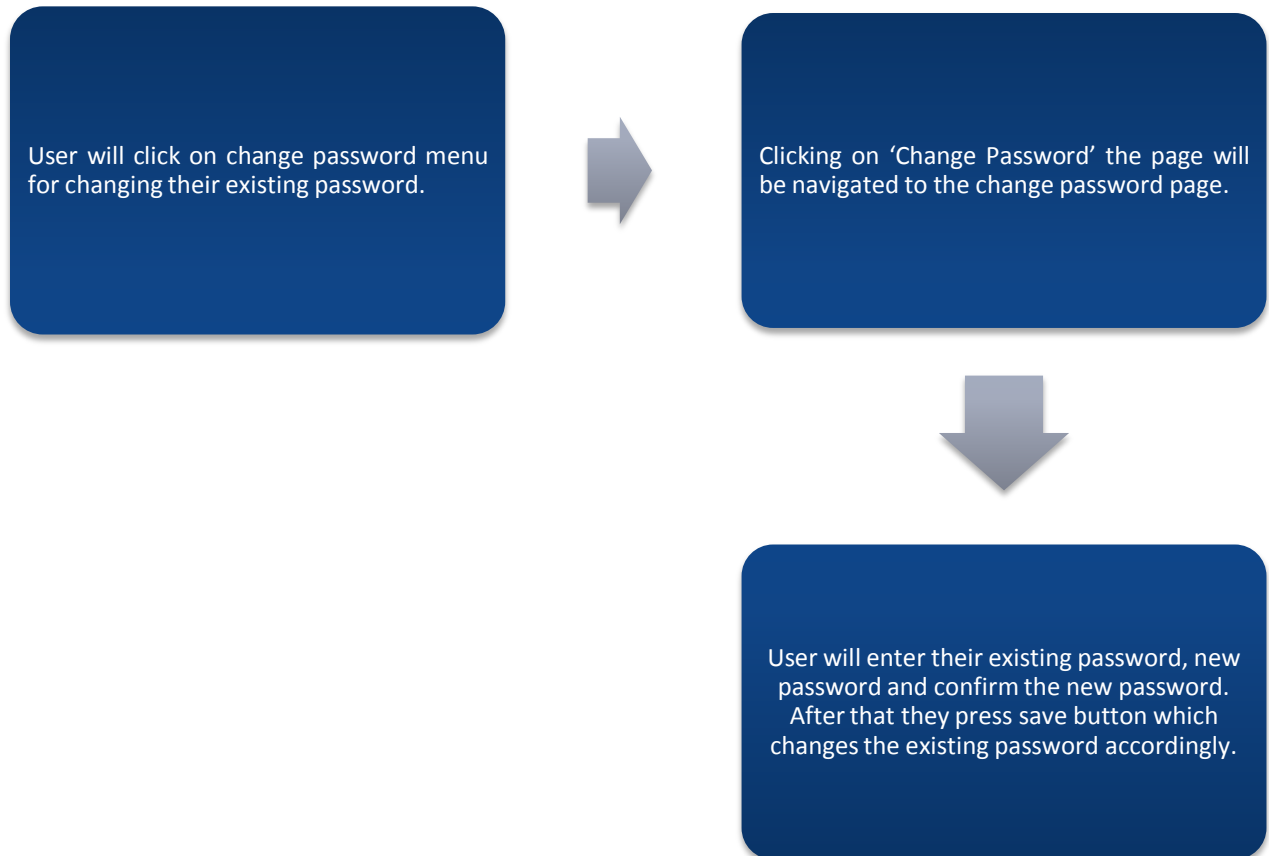 User will click on change password menu
for changing their existing password.
Clicking on ‘Change Password’ the page will
be navigated to the change password page.
User will enter their existing password, new
password and confirm the new password.
After that they press save button which
changes the existing password accordingly.